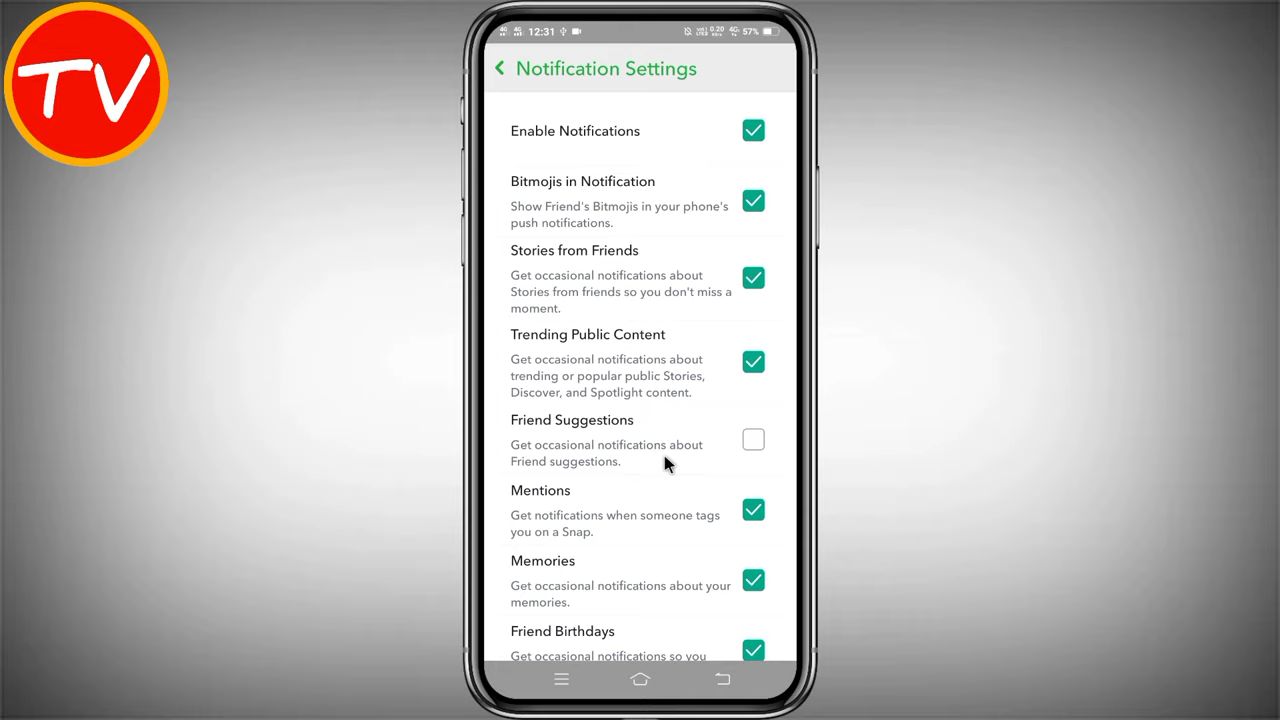 TV
12:31
0.20
4G 57%
Notification Settings
Enable Notifications
Bitmojis in Notification
Show Friend's Bitmojis in your phone's
push notifications.
Stories from Friends
Get occasional notifications about
Stories from friends so you don't miss a
moment.
Trending Public Content
Get occasional notifications about
trending or popular public Stories,
Discover, and Spotlight content.
Friend Suggestions
Get occasional notifications about
Friend suggestions.
Mentions
Get notifications when someone tags
you on a Snap.
Memories
Get occasional notifications about your
memories.
Friend Birthdays
Get occasional notifications so you